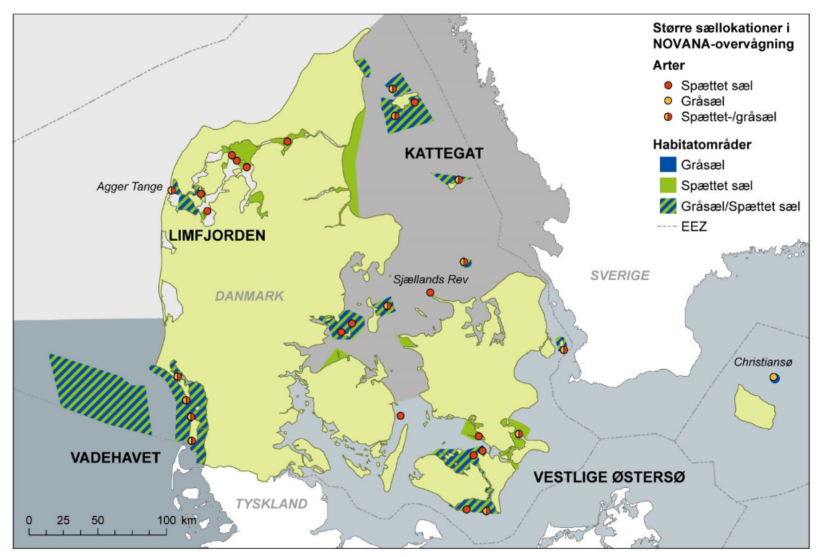 Større sællokationer i
NOVANA-overvågning
Arter
Spættet sæl
Gråsæl
Spættet-/gråsæl
Habitatområder
Gråsæl
Spættet sæl
Gråsæl/Spættet sæl
EEZ
KATTEGAT
Agger Tange
LIMFJORDEN
Sjællands Rev
SVERIGE
DANMARK
Christiansø
VADEHAVET
VESTLIGE ØSTERSØ
TYSKLAND
0 25 50 100 km